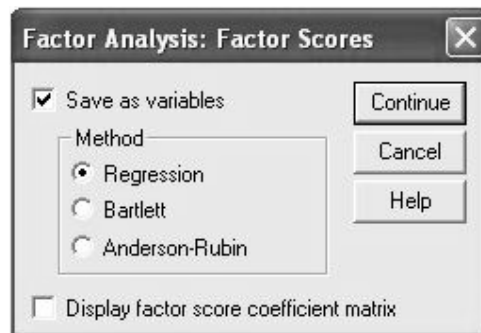 Factor Analysis: Factor Scores
Save as variables
Continue
Method
Cancel
Regression
Help
Bartlett
Anderson-Rubin
Display factor score coefficient matrix